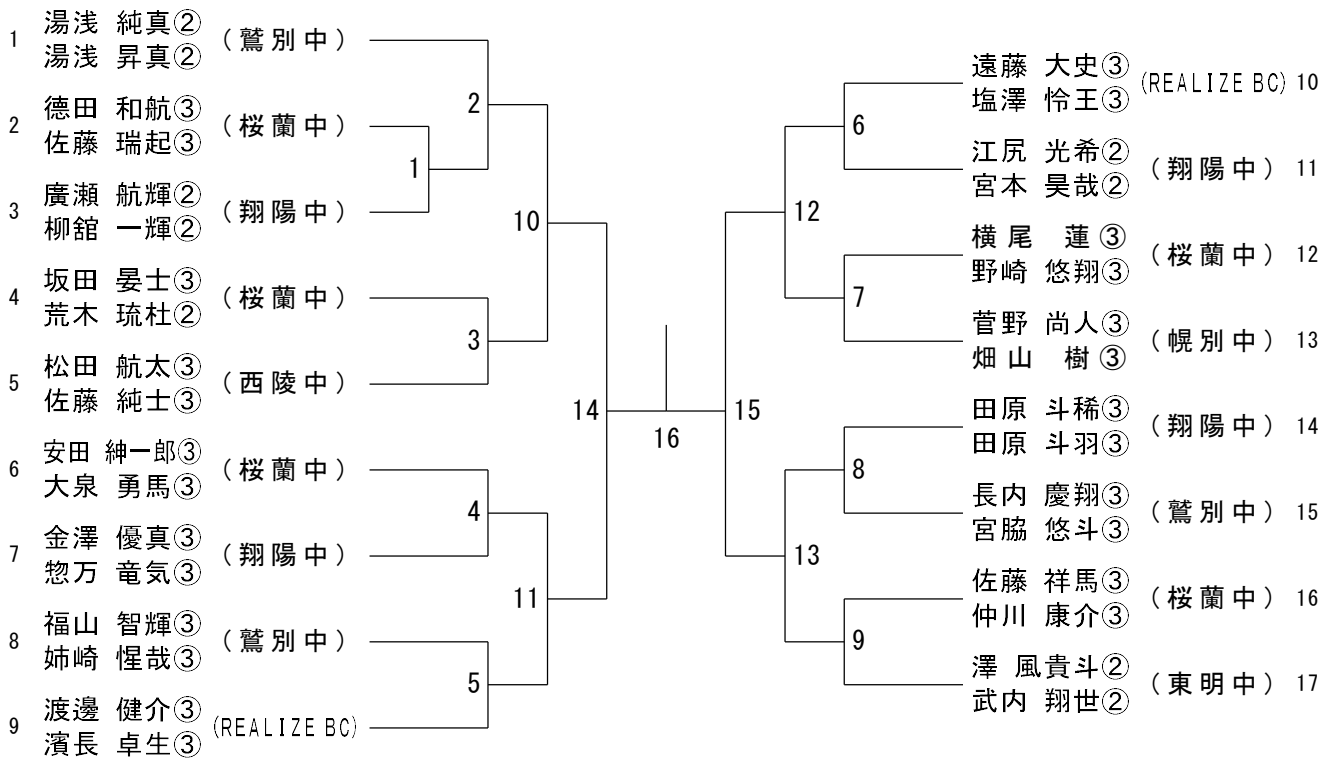 1 湯浅 純真② (鷲別中)
湯浅 昇真②
2 德田 和航③ (桜蘭中)
佐藤 瑞起③
3 廣瀬 航輝② (翔陽中)
柳舘 一輝②
4 坂田 晏士③ (桜蘭中)
荒木 琉杜②
5 松田 航太③ (西陵中)
佐藤 純士③
6 安田 紳一郎③ (桜蘭中)
大泉 勇馬③
7 金澤 優真③ (翔陽中)
惣万 竜気③
8 福山 智輝③ (鷲別中)
姉崎 惺哉③
9 渡邊 健介③ (REALIZE BC)
濱長 卓生③
1
2
3
4
5
10
11
14
16
15
12
13
6
7
8
9
遠藤 大史③ (REALIZE BC) 10
塩澤 怜王③
江尻 光希② (翔陽中) 11
宮本 昊哉②
横尾 蓮③ (桜蘭中) 12
野崎 悠翔③
菅野 尚人③ (幌別中) 13
畑山 樹③
田原 斗稀③ (翔陽中) 14
田原 斗羽③
長内 慶翔③ (鷲別中) 15
宮脇 悠斗③
佐藤 祥馬③ (桜蘭中) 16
仲川 康介③
澤 風貴斗② (東明中) 17
武内 翔世②